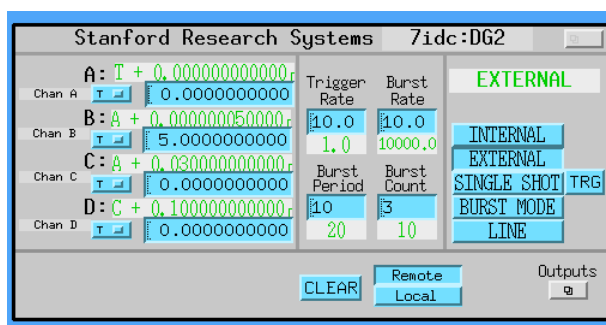 Stanford Research Systems 7idc:DG2
A: T + 0.000000000000
Chan A T 0.0000000000
B: A + 0.000000050000
Chan B T 5.0000000000
C: A + 0.030000000000
Chan C T 0.0000000000
D: C + 0.100000000000
Chan D T 0.0000000000
Trigger Rate
10.0
1.0
Burst Rate
10.0
10000.0
Burst Period
10
20
Burst Count
3
10
EXTERNAL
INTERNAL
EXTERNAL
SINGLE SHOT TRG
BURST MODE
LINE
CLEAR
Remote
Local
Outputs